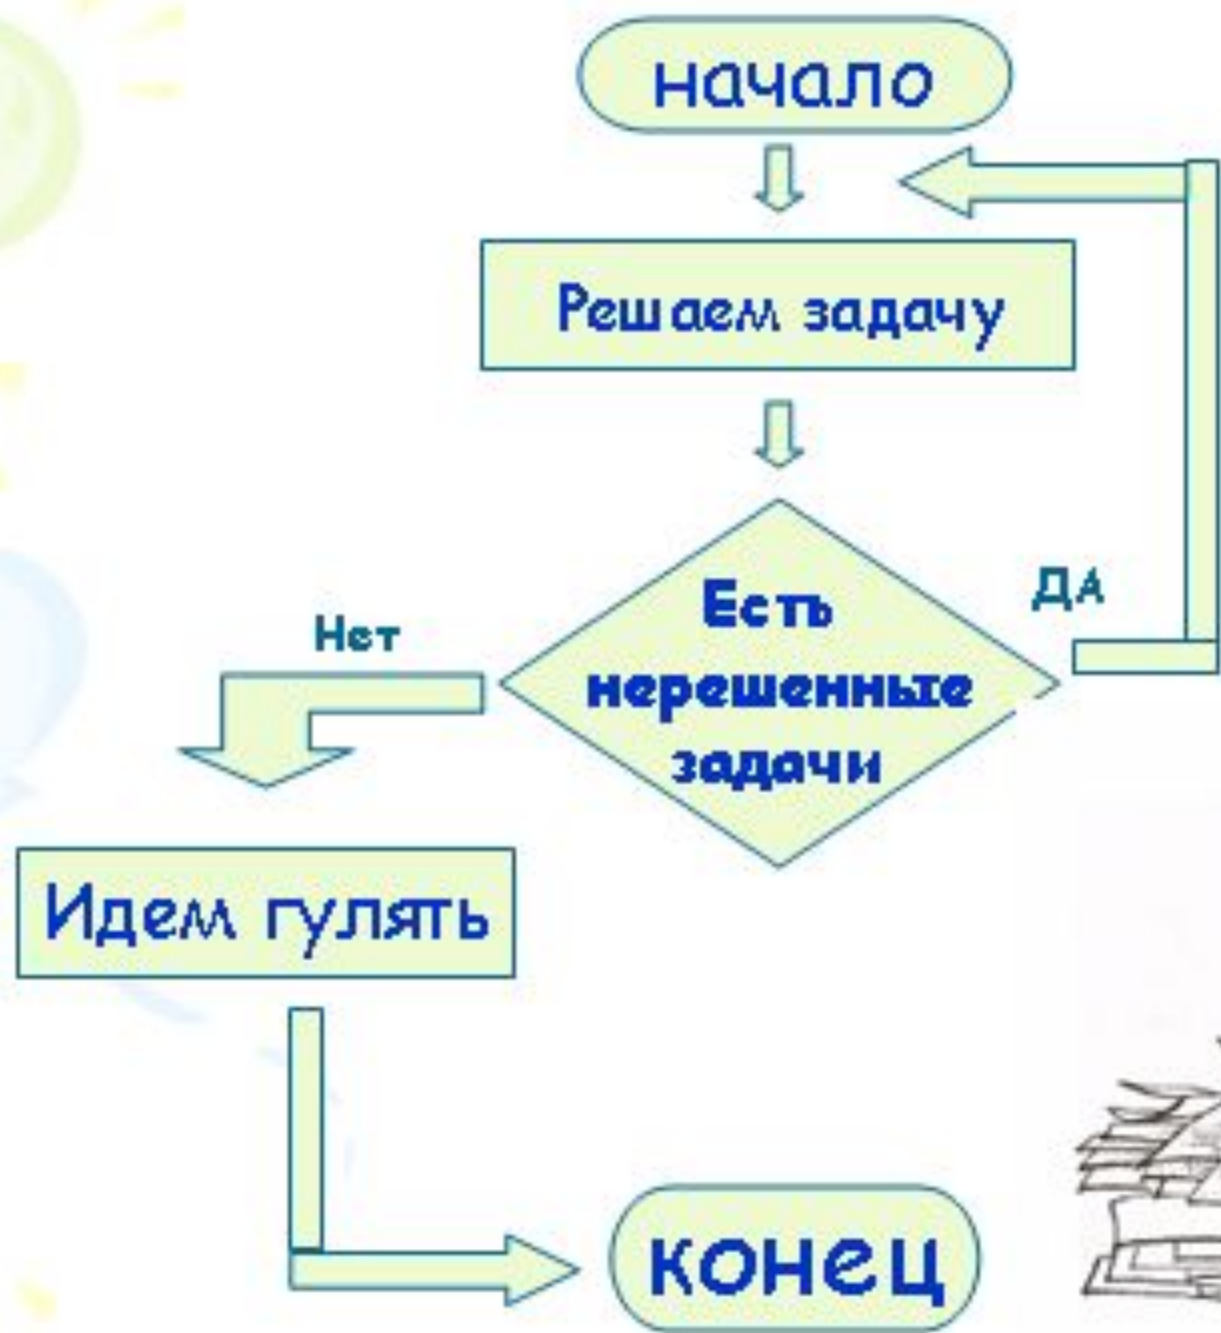 начало
Решаем задачу
Есть
нерешенные
задачи
ДА
Нет
Идем гулять
конец